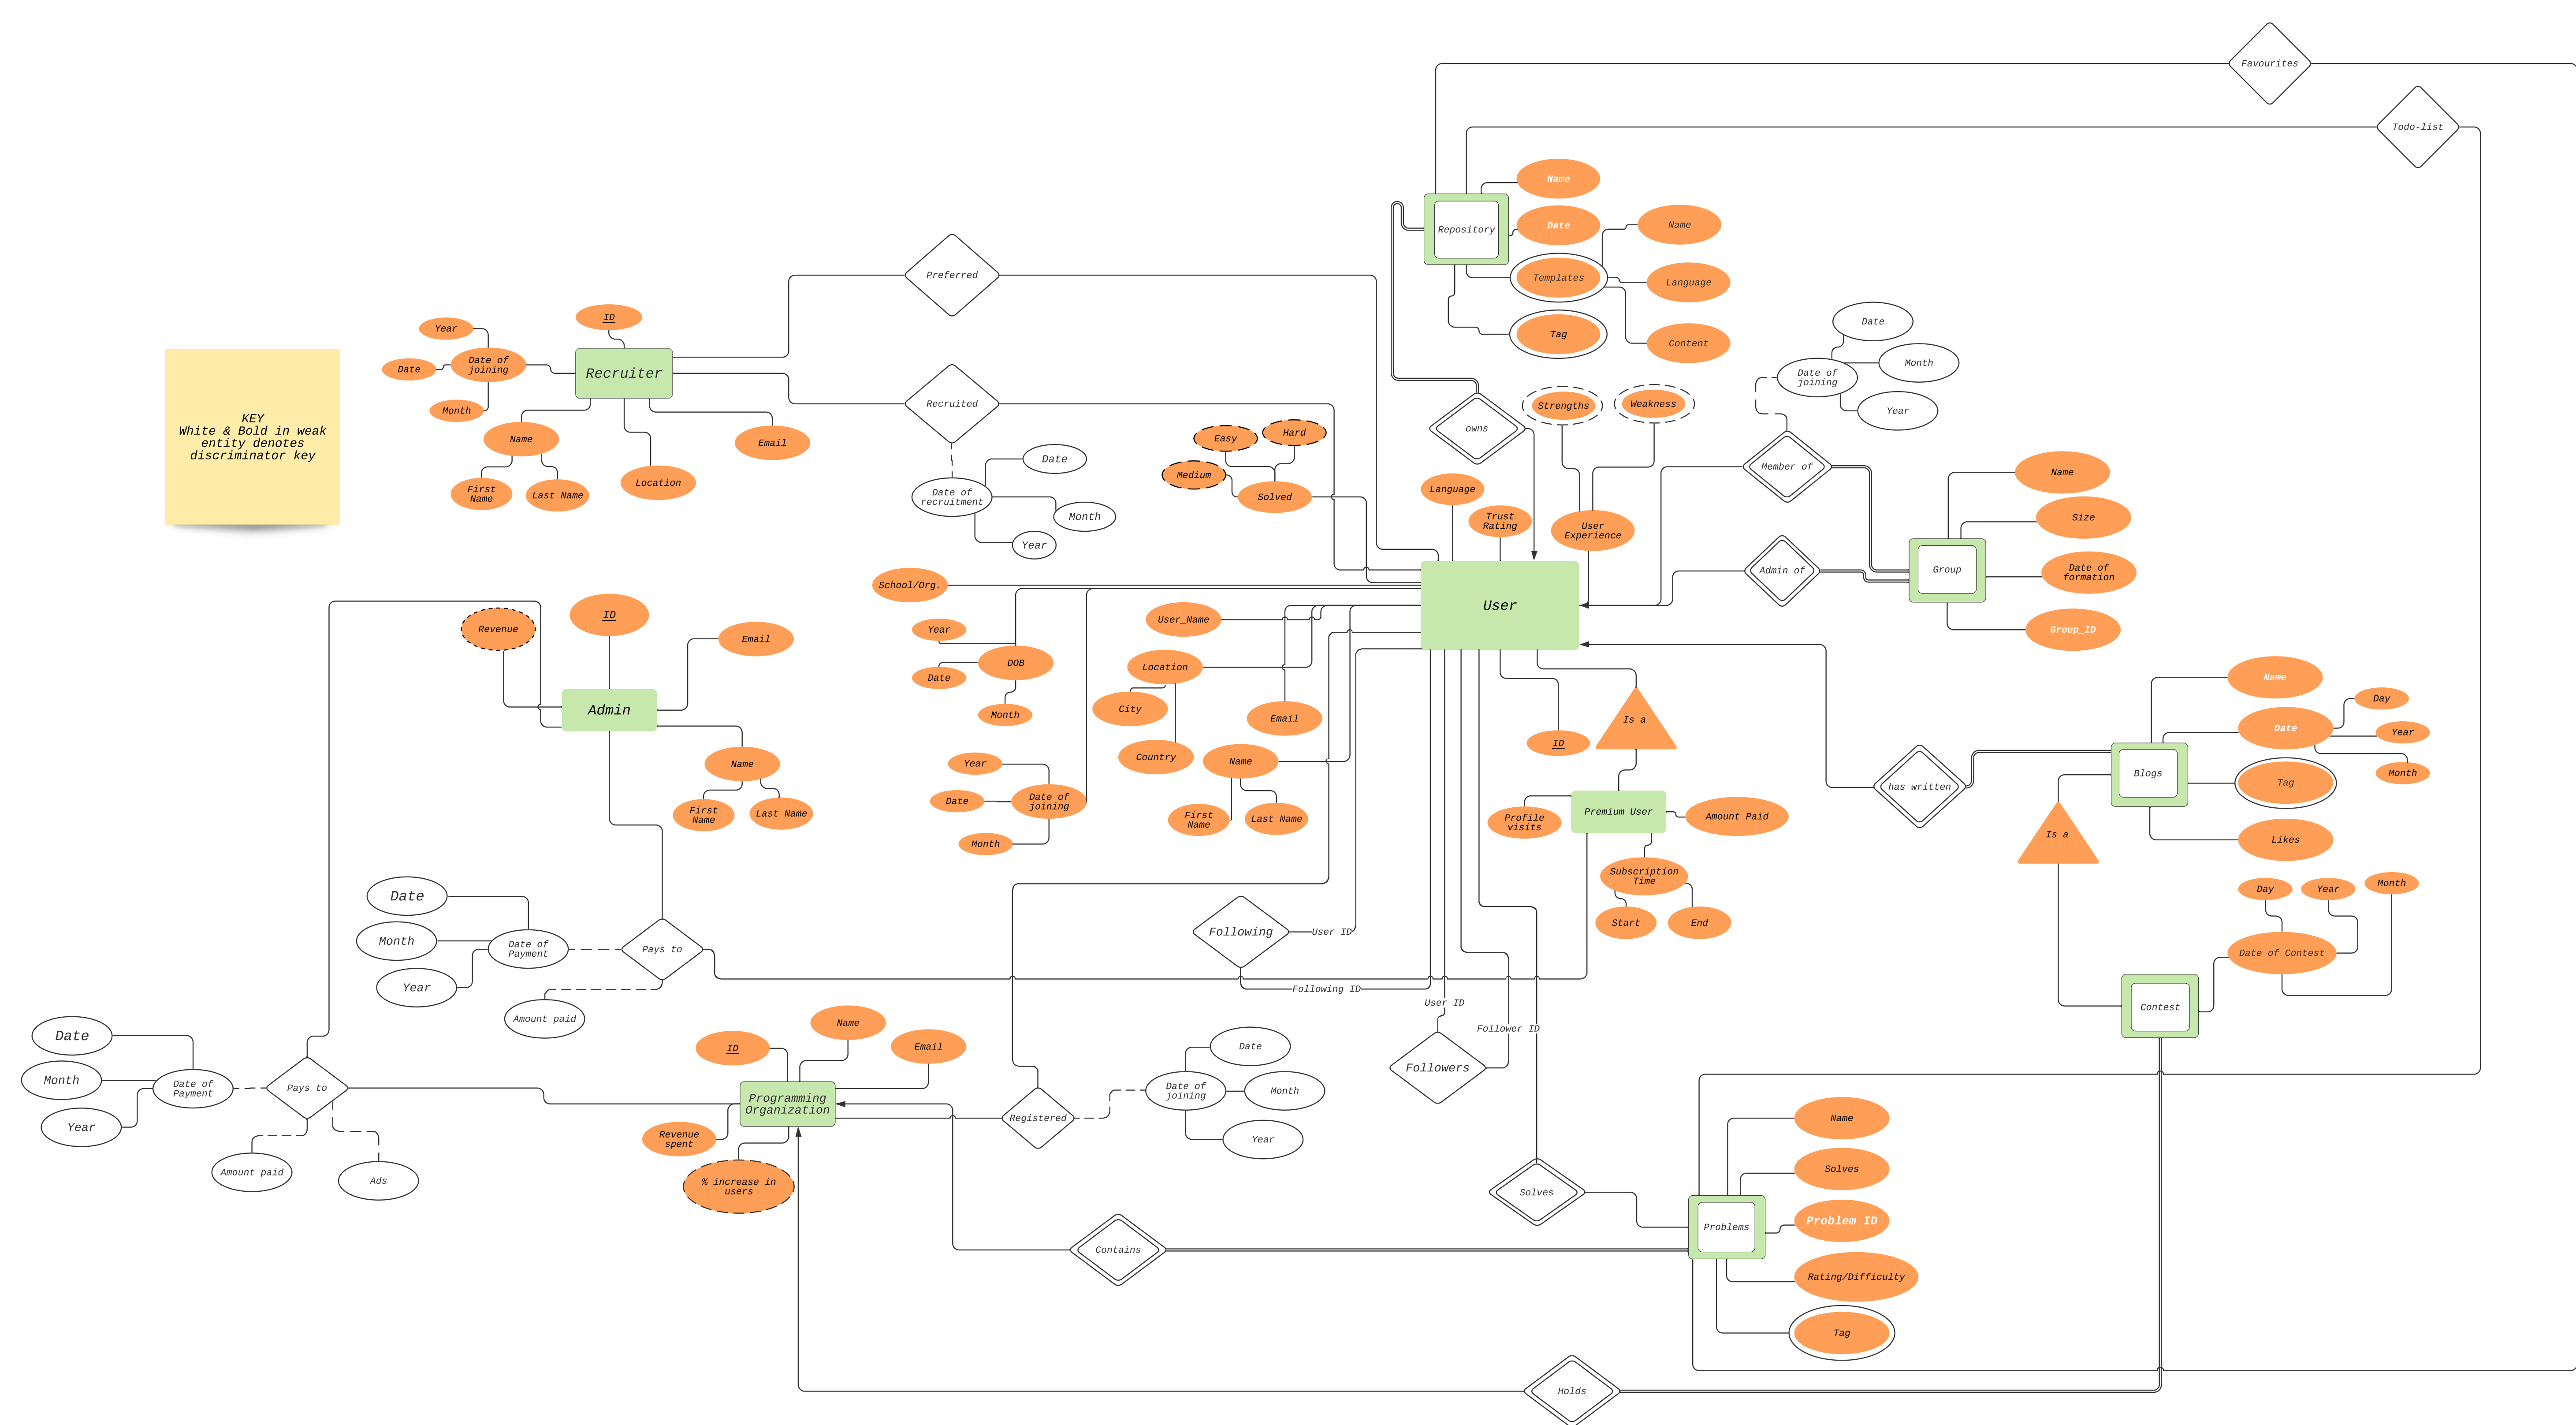 Favourites
Todo-list
Name
Repository
Date
Name
Templates
Language
Tag
Content
Preferred
ID
Year
Date of
joining
Date
Month
Recruiter
Name
Email
First
Name
Last Name
Location
KEY
White & Bold in weak
entity denotes
discriminator key
Recruited
Date of
recruitment
Date
Month
Year
Easy
Hard
Medium
Solved
owns
Strengths
Weakness
Language
Trust
Rating
User
Experience
Date
Date of
joining
Month
Year
Member of
Admin of
Group
Name
Size
Date of
formation
Group_ID
User
School/Org.
Year
DOB
Date
Month
User_Name
Location
City
Country
Email
Name
First
Name
Last Name
Year
Date
Date of
joining
Month
Revenue
ID
Email
Admin
Name
First
Name
Last Name
ID
Is a
Premium User
Profile
visits
Amount Paid
Subscription
Time
Start
End
has written
Blogs
Name
Date
Day
Year
Month
Tag
Likes
Is a
Day
Year
Month
Date of Contest
Contest
Date
Month
Date of
Payment
Year
Pays to
Amount paid
Following
User ID
Following ID
User ID
Follower ID
Followers
Date
Month
Date of
Payment
Year
Pays to
Amount paid
Ads
ID
Name
Email
Programming
Organization
Revenue
spent
% increase in
users
Registered
Date of
joining
Date
Month
Year
Solves
Contains
Problems
Name
Solves
Problem ID
Rating/Difficulty
Tag
Holds